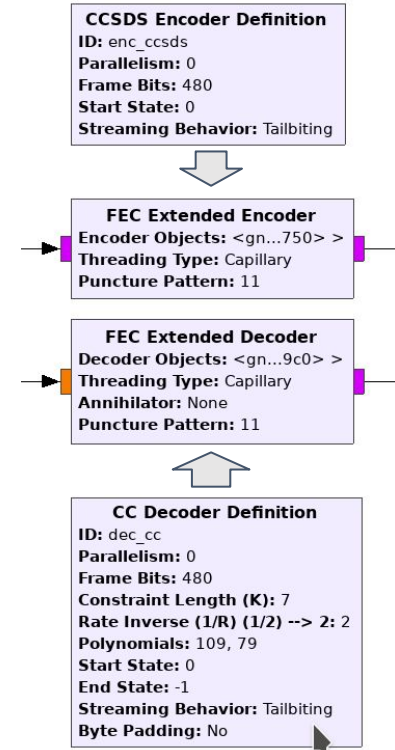 CCSDS Encoder Definition
ID: enc_ccsds
Parallelism: 0
Frame Bits: 480
Start State: 0
Streaming Behavior: Tailbiting
FEC Extended Encoder
Encoder Objects: <gn...750> >
Threading Type: Capillary
Puncture Pattern: 11
FEC Extended Decoder
Decoder Objects: <gn...9c0> >
Threading Type: Capillary
Annihilator: None
Puncture Pattern: 11
CC Decoder Definition
ID: dec_cc
Parallelism: 0
Frame Bits: 480
Constraint Length (K): 7
Rate Inverse (1/R) (1/2) --> 2: 2
Polynomials: 109, 79
Start State: 0
End State: -1
Streaming Behavior: Tailbiting
Byte Padding: No